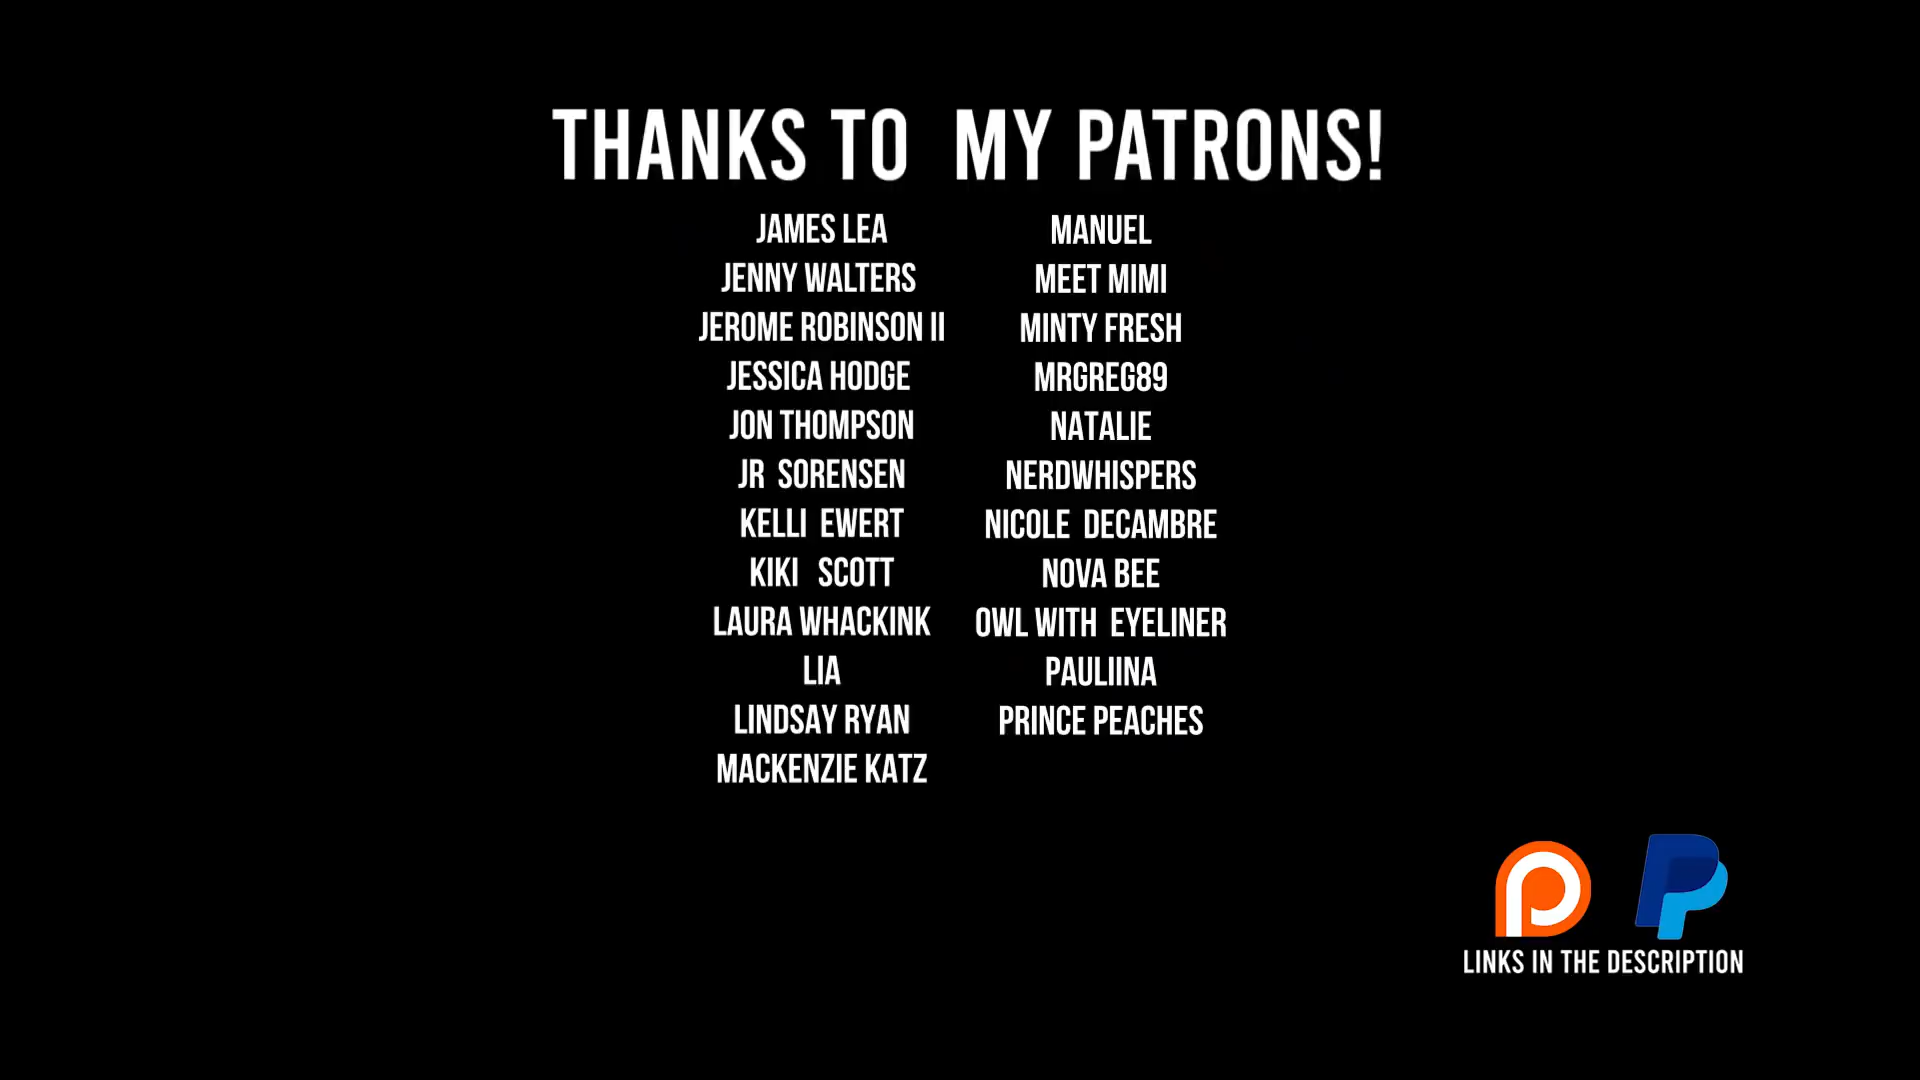 THANKS TO MY PATRONS!
JAMES LEA
JENNY WALTERS
JEROME ROBINSON II
JESSICA HODGE
JON THOMPSON
JR SORENSEN
KELLI EWERT
KIKI SCOTT
LAURA WHACKINK
LIA
LINDSAY RYAN
MACKENZIE KATZ
MANUEL
MEET MIMI
MINTY FRESH
MRGREG89
NATALIE
NERDWHISPERS
NICOLE DECAMBRE
NOVA BEE
OWL WITH EYELINER
PAULIINA
PRINCE PEACHES
LINKS IN THE DESCRIPTION